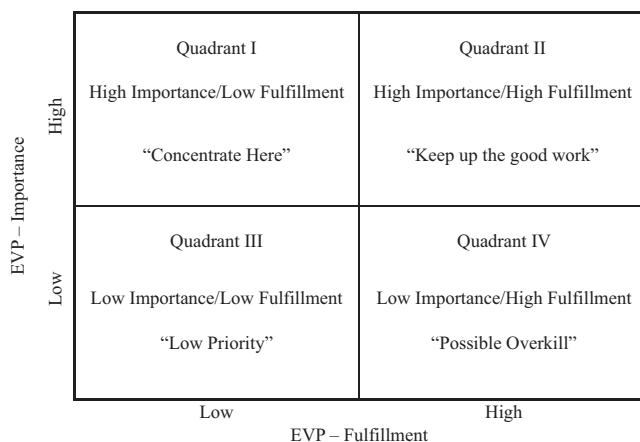 Quadrant I
High Importance/Low Fulfillment
“Concentrate Here”
Quadrant II
High Importance/High Fulfillment
“Keep up the good work”
Quadrant III
Low Importance/Low Fulfillment
“Low Priority”
Quadrant IV
Low Importance/High Fulfillment
“Possible Overkill”
EVP – Importance
High
Low
Low
High
EVP – Fulfillment